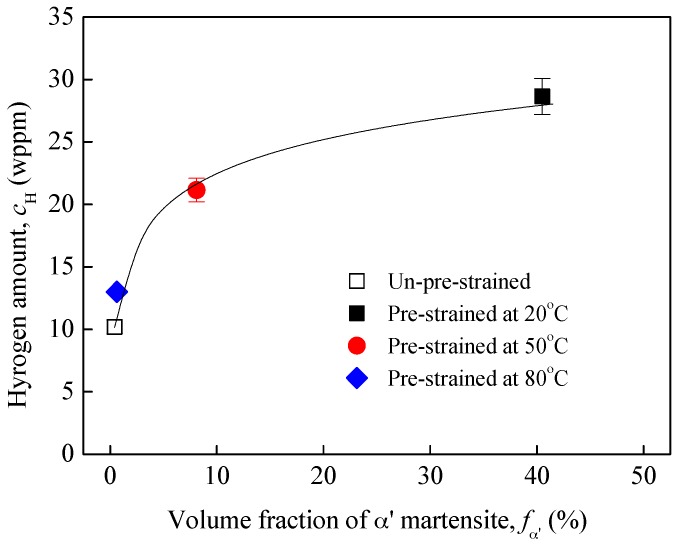 35
30
25
20
15
10
5
0
Hyrogen amount, cH (wppm)
Un-pre-strained
Pre-strained at 20°C
Pre-strained at 50°C
Pre-strained at 80°C
0 10 20 30 40 50
Volume fraction of α' martensite, fα' (%)